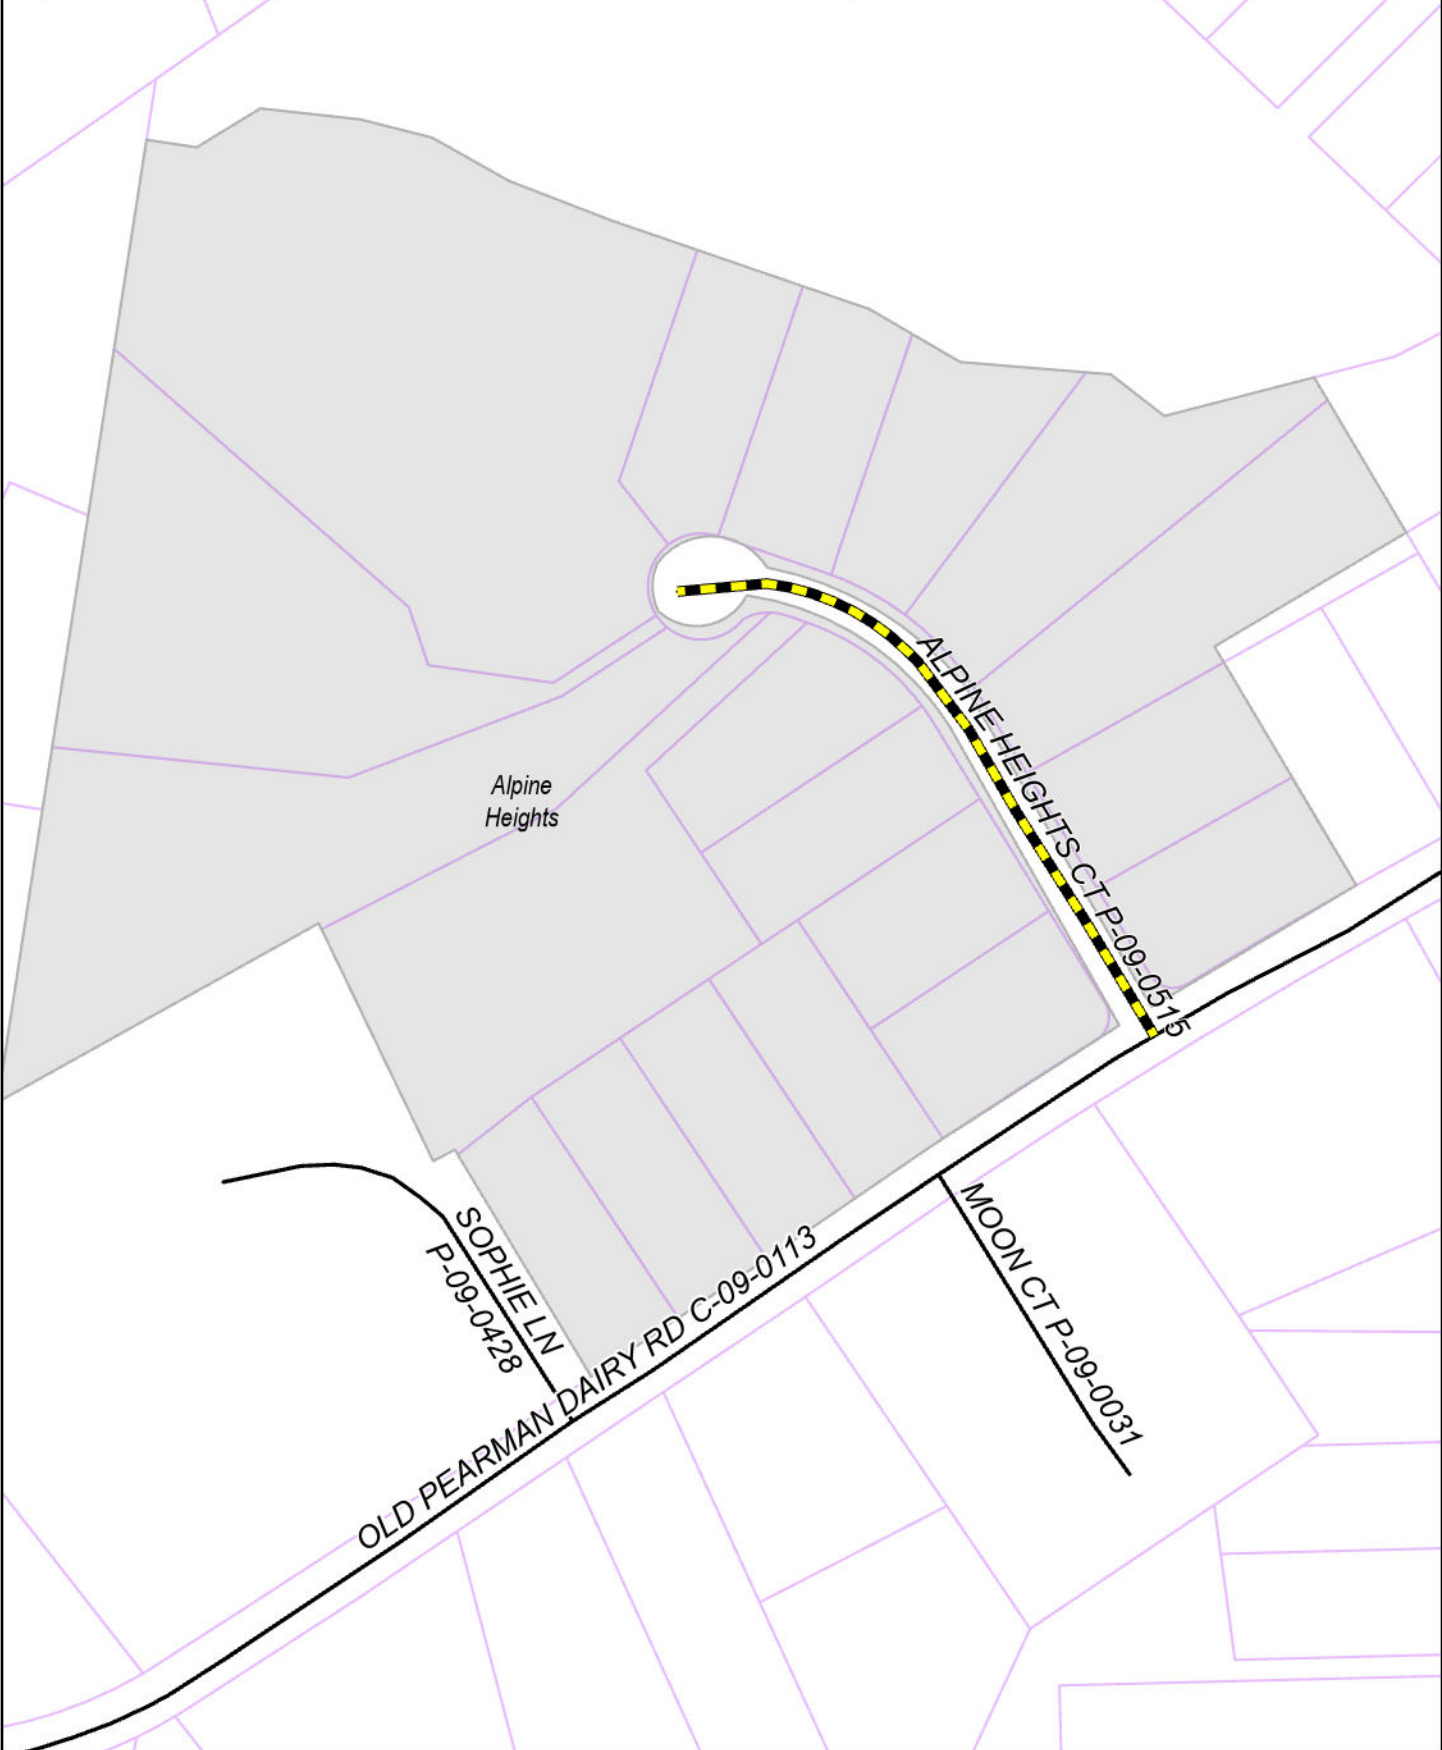 ALPINE HEIGHTS CT P-09-0515
Alpine
Heights
SOPHIE LN
P-09-0428
OLD PEARMAN DAIRY RD C-09-0113
MOON CT P-09-0031